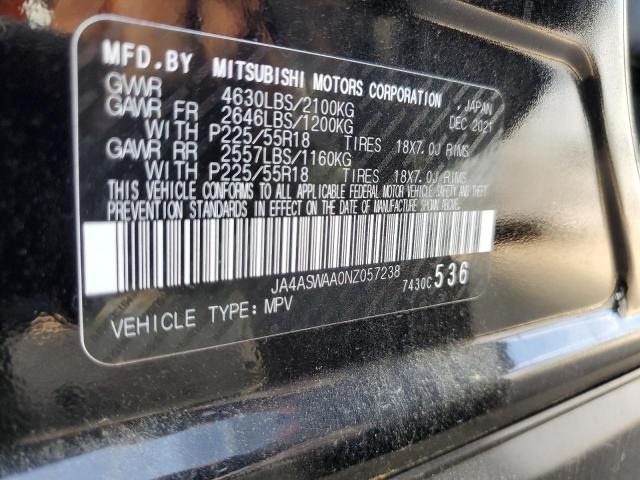 MFD.BY MITSUBISHI MOTORS CORPORATION , JAPAN
GVWR 4630LBS/2100KG DEC 2021
GAWR FR 2646LBS/1200KG
WITH P225/55R18 TIRES 18X7.0J RIMS
GAWR RR 2557LBS/1160KG
WITH P225/55R18 TIRES 18X7.0J RIMS
THIS VEHICLE CONFORMS TO ALL APPLICABLE FEDERAL MOTOR VEHICLE SAFETY AND THEFT
PREVENTION STANDARDS IN EFFECT ON THE DATE OF MANUFACTURE SHOWN ABOVE.
JA4ASWAA0NZ057238
7430C 536
VEHICLE TYPE: MPV